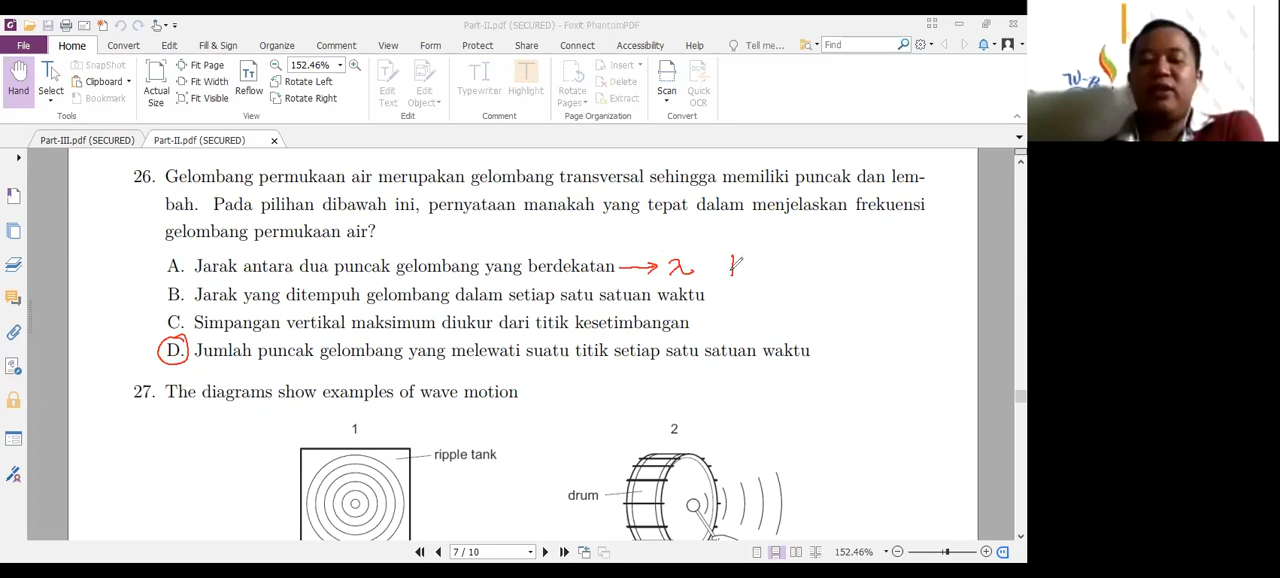 Part-II.pdf (SECURED) - Foxit PhantomPDF
File Home Convert Edit Fill & Sign Organize Comment View Form Protect Share Connect Accessibility Help Tell me... Find
Hand
Select
SnapShot
Clipboard
Bookmark
Tools
Actual Size
Fit Page
Fit Width
Fit Visible
Reflow
152.46%
Rotate Left
Rotate Right
View
Edit Text
Edit Object
Edit
Typewriter
Highlight
Comment
Rotate Pages
Insert
Delete
Extract
Page Organization
Scan
Quick OCR
Convert
Part-III.pdf (SECURED)
Part-II.pdf (SECURED)
26. Gelombang permukaan air merupakan gelombang transversal sehingga memiliki puncak dan lem-
bah. Pada pilihan dibawah ini, pernyataan manakah yang tepat dalam menjelaskan frekuensi
gelombang permukaan air?
A. Jarak antara dua puncak gelombang yang berdekatan → λ
B. Jarak yang ditempuh gelombang dalam setiap satu satuan waktu
C. Simpangan vertikal maksimum diukur dari titik kesetimbangan
D. Jumlah puncak gelombang yang melewati suatu titik setiap satu satuan waktu
27. The diagrams show examples of wave motion
1
2
ripple tank
drum
7 / 10
152.46%